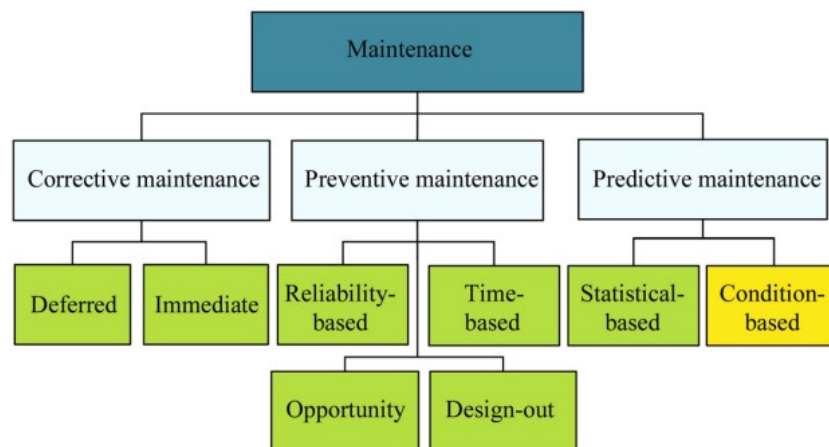 Maintenance
Corrective maintenance
Preventive maintenance
Predictive maintenance
Deferred
Immediate
Reliability-
based
Time-
based
Statistical-
based
Condition-
based
Opportunity
Design-out